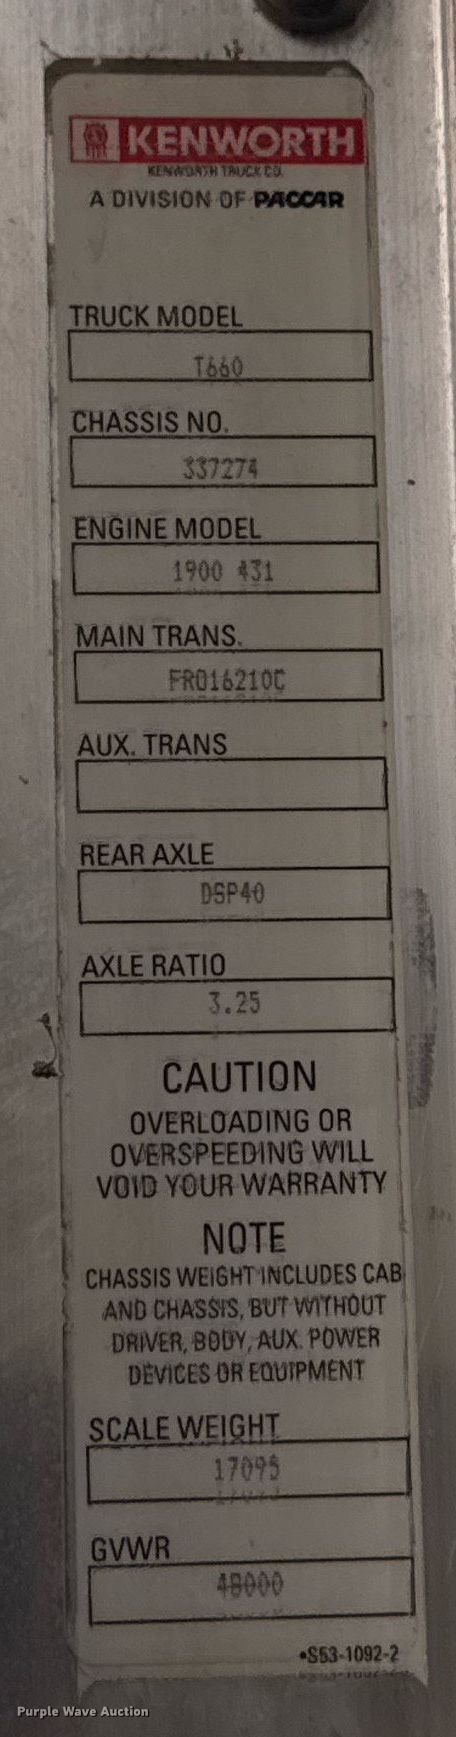 KENWORTH
KENWORTH TRUCK CO.
A DIVISION OF PACCAR
TRUCK MODEL
T660
CHASSIS NO.
337274
ENGINE MODEL
1900 431
MAIN TRANS.
FRO16210C
AUX. TRANS
REAR AXLE
DSP40
AXLE RATIO
3.25
CAUTION
OVERLOADING OR
OVERSPEEDING WILL
VOID YOUR WARRANTY
NOTE
CHASSIS WEIGHT INCLUDES CAB
AND CHASSIS, BUT WITHOUT
DRIVER, BODY, AUX. POWER
DEVICES OR EQUIPMENT
SCALE WEIGHT
17095
GVWR
48000
•S53-1092-2
Purple Wave Auction